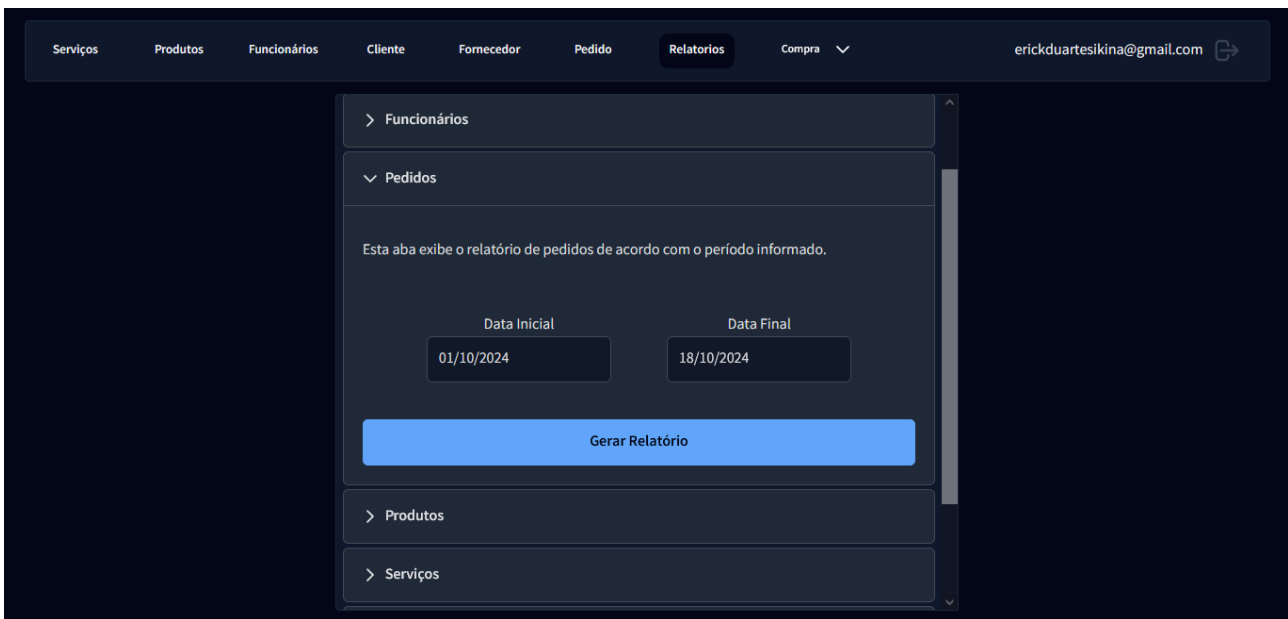 Serviços Produtos Funcionários Cliente Fornecedor Pedido Relatorios Compra erickduartesikina@gmail.com
Funcionários
Pedidos
Esta aba exibe o relatório de pedidos de acordo com o período informado.
Data Inicial Data Final
01/10/2024 18/10/2024
Gerar Relatório
Produtos
Serviços